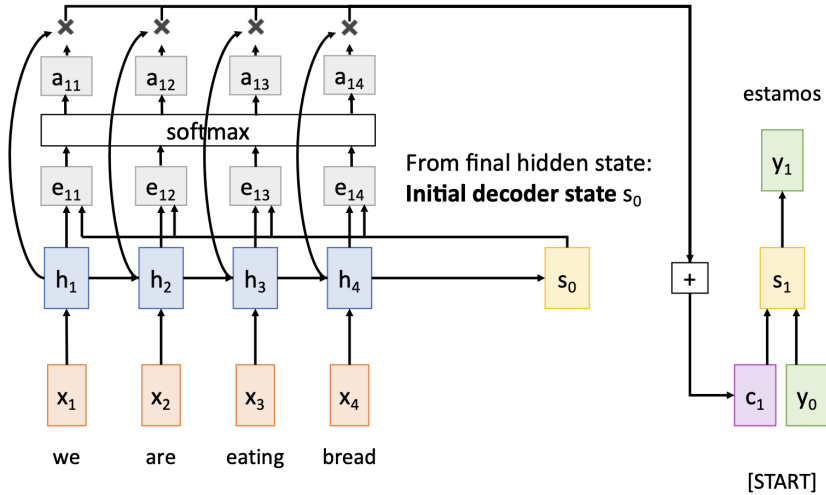 × × × ×
a₁₁ a₁₂ a₁₃ a₁₄
softmax
e₁₁ e₁₂ e₁₃ e₁₄
From final hidden state:
Initial decoder state s₀
h₁ h₂ h₃ h₄ s₀
x₁ x₂ x₃ x₄
we are eating bread
estamos
y₁
+ s₁
c₁ y₀
[START]